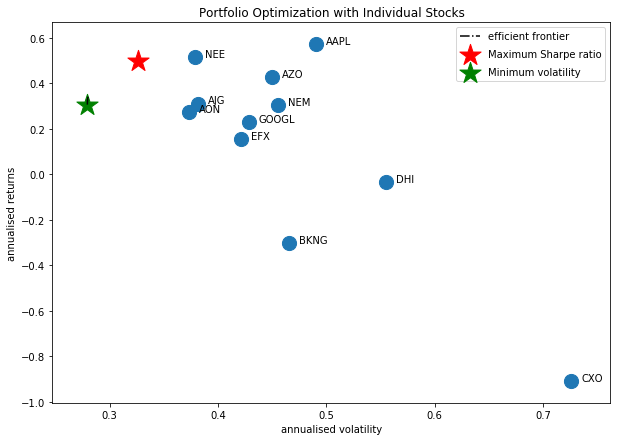 Portfolio Optimization with Individual Stocks
efficient frontier
Maximum Sharpe ratio
Minimum volatility
AAPL
NEE
AZO
AIG
NEM
AON
GOOGL
EFX
DHI
BKNG
CXO
0.6
0.4
0.2
0.0
−0.2
−0.4
−0.6
−0.8
−1.0
annualised returns
0.3 0.4 0.5 0.6 0.7
annualised volatility